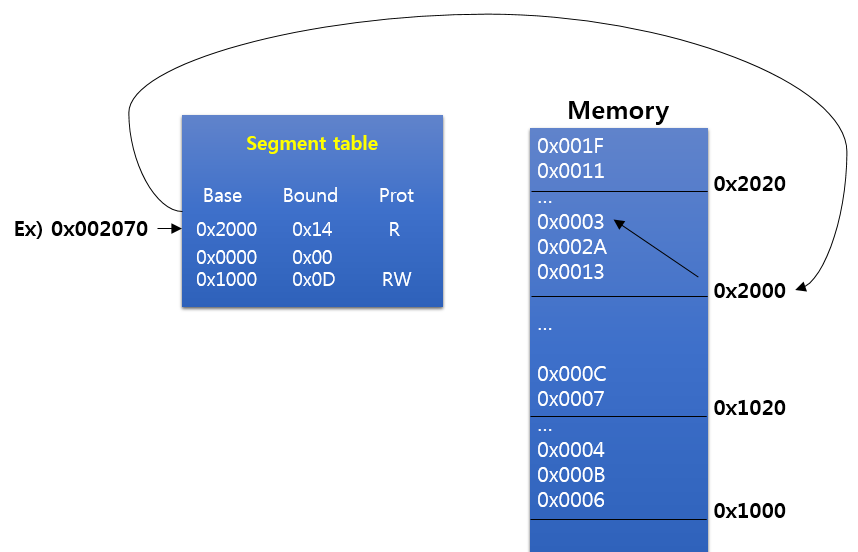 Memory
Segment table
Base Bound Prot
Ex) 0x002070
0x2000 0x14 R
0x0000 0x00
0x1000 0x0D RW
0x001F
0x0011
0x2020
...
0x0003
0x002A
0x0013
0x2000
...
0x000C
0x0007
0x1020
...
0x0004
0x000B
0x0006
0x1000